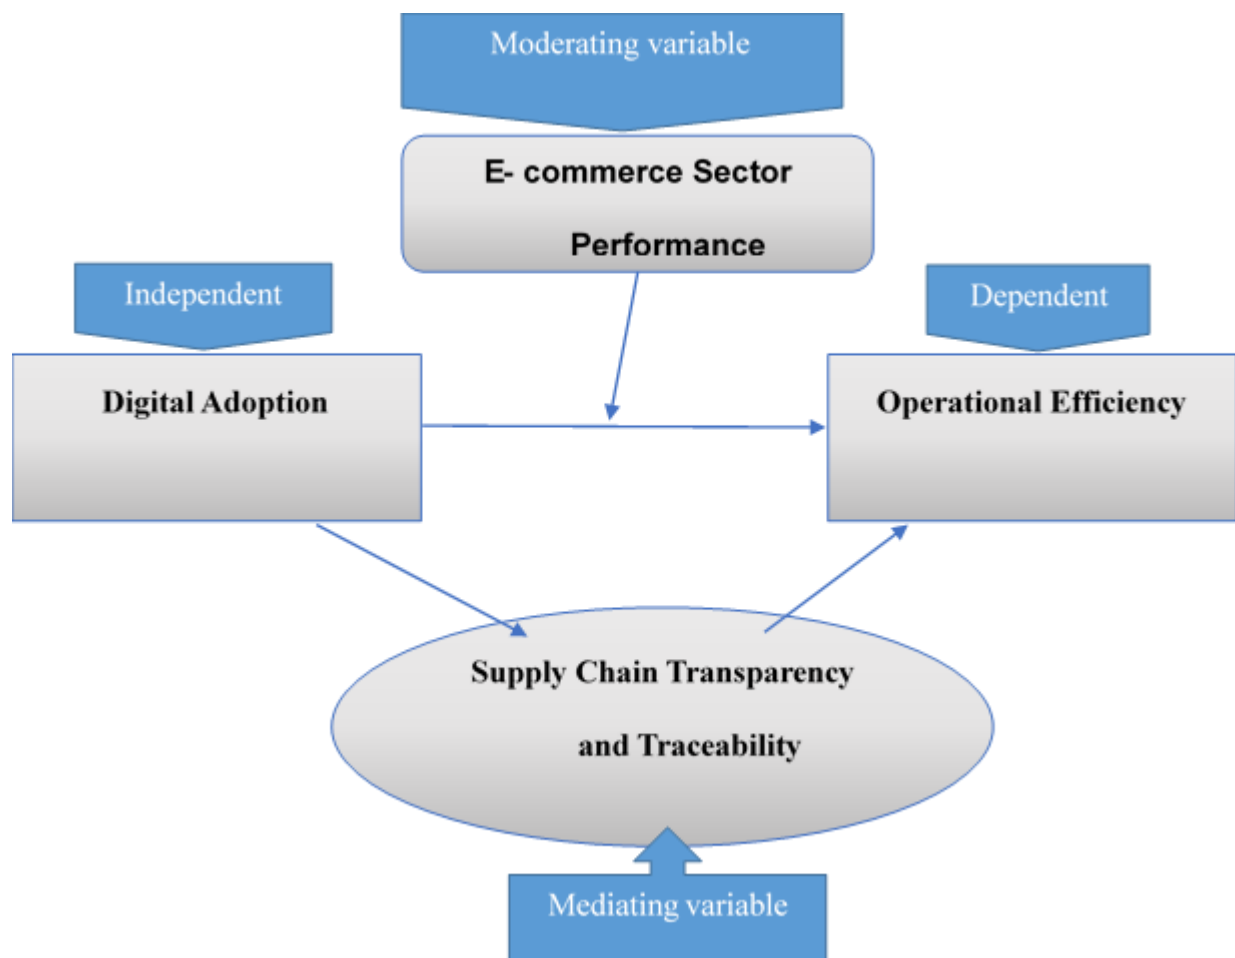 Moderating variable
E- commerce Sector
Performance
Independent
Dependent
Digital Adoption
Operational Efficiency
Supply Chain Transparency
and Traceability
Mediating variable